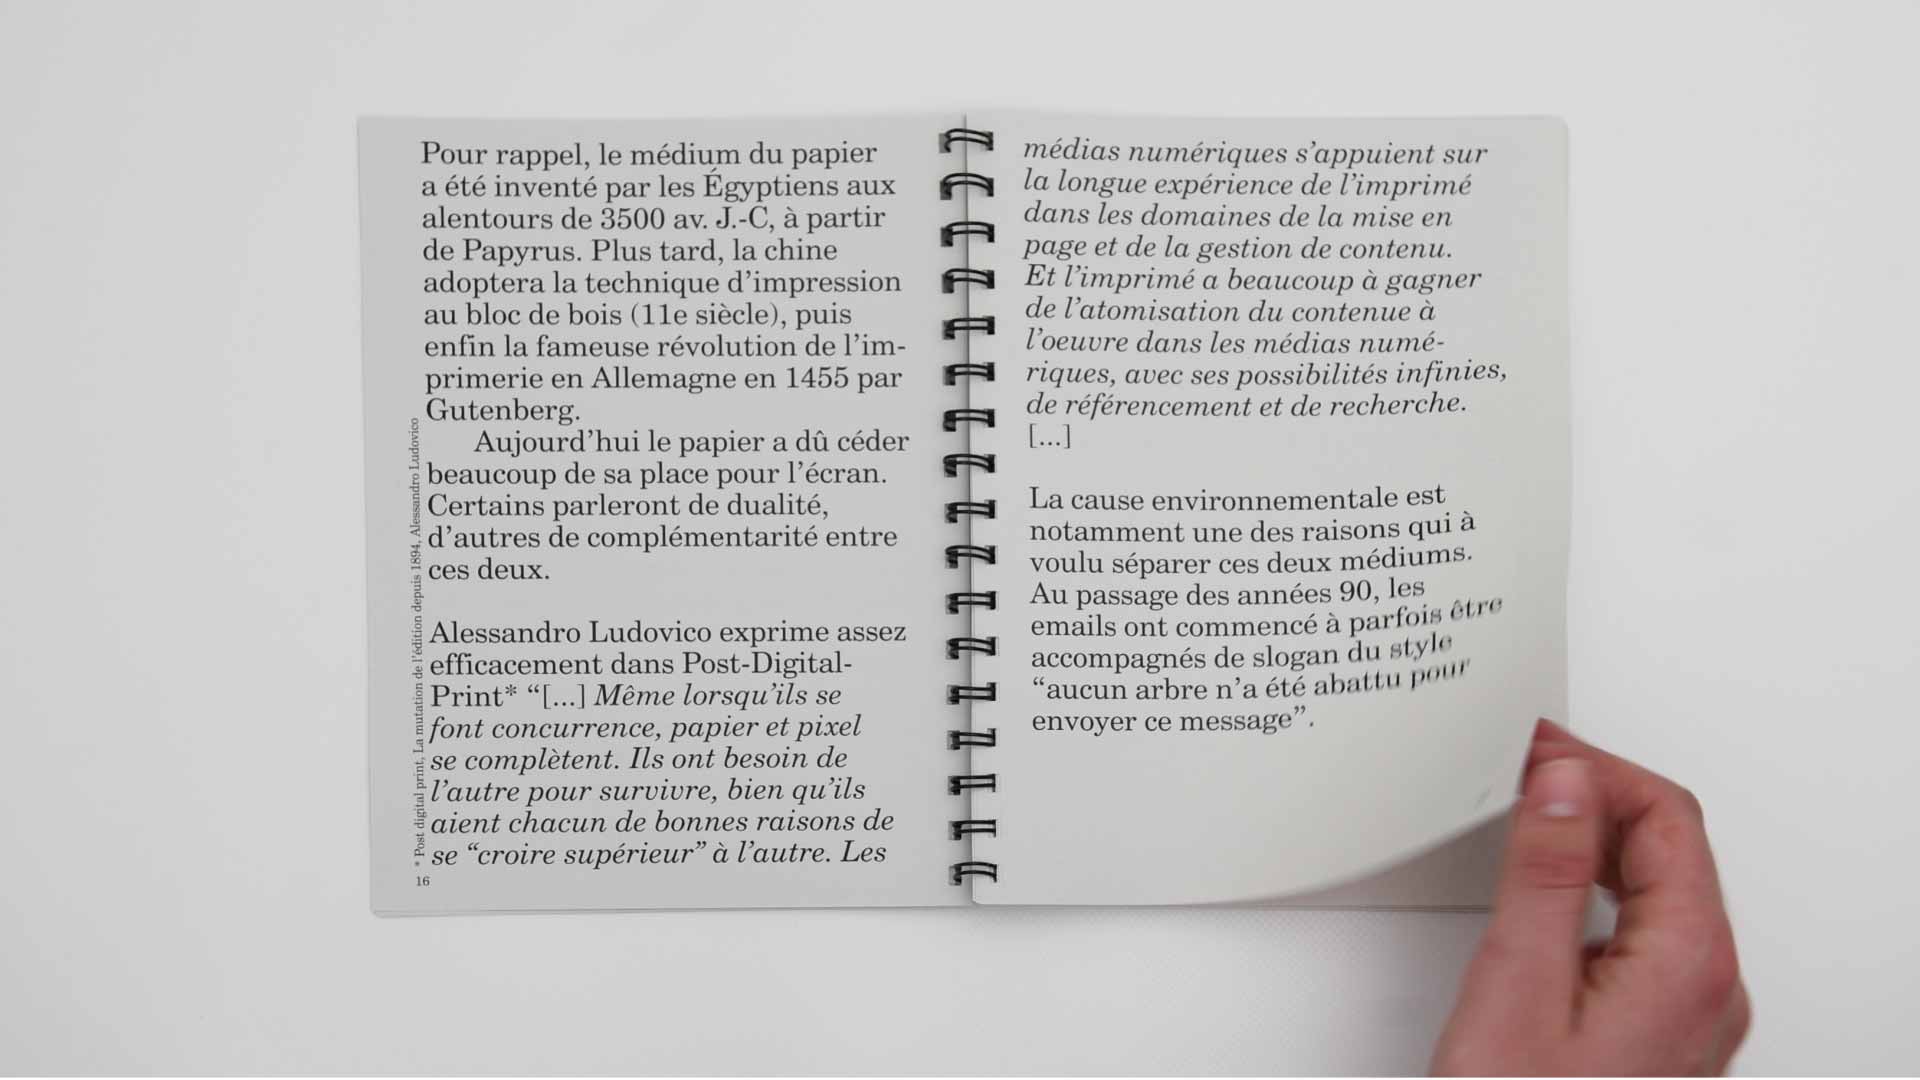 Pour rappel, le médium du papier
a été inventé par les Égyptiens aux
alentours de 3500 av. J.-C, à partir
de Papyrus. Plus tard, la chine
adoptera la technique d’impression
au bloc de bois (11e siècle), puis
enfin la fameuse révolution de l’im-
primerie en Allemagne en 1455 par
Gutenberg.
Aujourd’hui le papier a dû céder
beaucoup de sa place pour l’écran.
Certains parleront de dualité,
d’autres de complémentarité entre
ces deux.
Alessandro Ludovico exprime assez
efficacement dans Post-Digital-
Print* “[...] Même lorsqu’ils se
font concurrence, papier et pixel
se complètent. Ils ont besoin de
l’autre pour survivre, bien qu’ils
aient chacun de bonnes raisons de
se “croire supérieur” à l’autre. Les
* Post digital print, La mutation de l’édition depuis 1894, Alessandro Ludovico
16
médias numériques s’appuient sur
la longue expérience de l’imprimé
dans les domaines de la mise en
page et de la gestion de contenu.
Et l’imprimé a beaucoup à gagner
de l’atomisation du contenue à
l’oeuvre dans les médias numé-
riques, avec ses possibilités infinies,
de référencement et de recherche.
[...]
La cause environnementale est
notamment une des raisons qui à
voulu séparer ces deux médiums.
Au passage des années 90, les
emails ont commencé à parfois être
accompagnés de slogan du style
“aucun arbre n’a été abattu pour
envoyer ce message”.